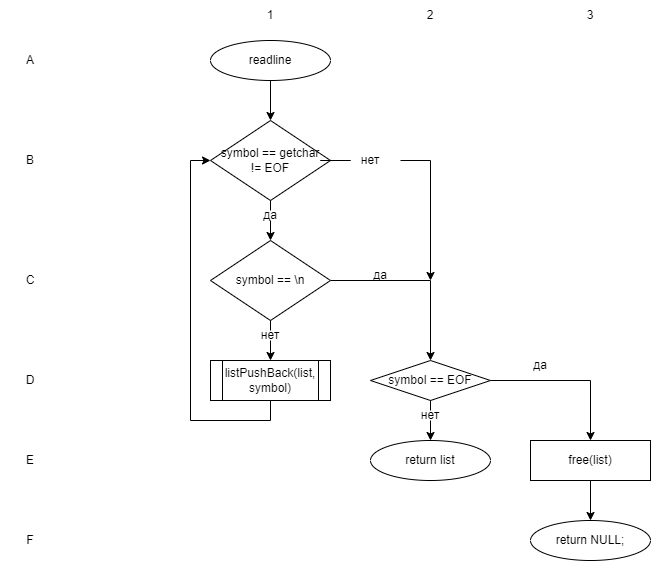 1
2
3
A
readline
B
symbol == getchar
!= EOF
нет
да
C
symbol == \n
да
нет
D
listPushBack(list,
symbol)
symbol == EOF
да
нет
E
return list
free(list)
F
return NULL;